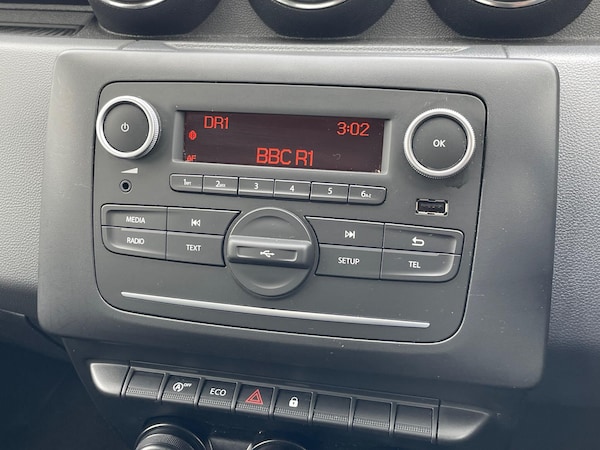 DR1 3:02
AF BBC R1
OK
1 2 3 4 5 6
MEDIA
RADIO TEXT SETUP TEL
OFF ECO